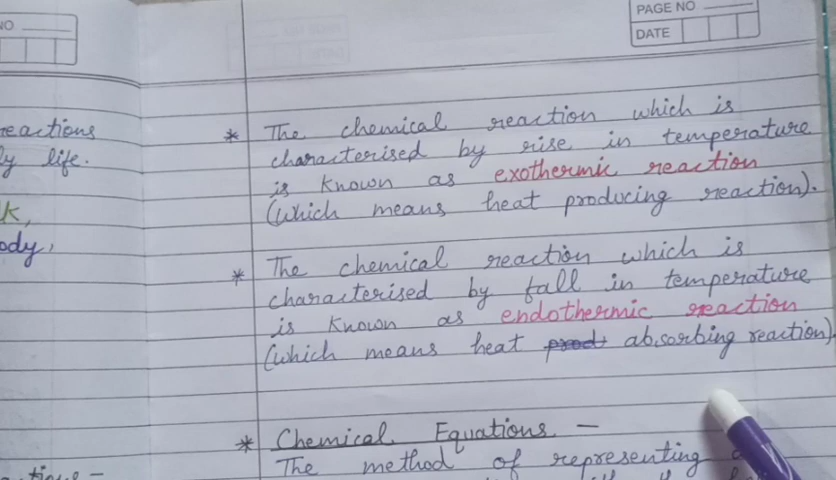 NO
PAGE NO
DATE
reactions
y life.
k,
ody,
* The chemical reaction which is
characterised by rise in temperature
is known as exothermic reaction
(which means heat producing reaction).
* The chemical reaction which is
characterised by fall in temperature
is known as endothermic reaction
(which means heat absorbing reaction).
* Chemical Equations -
The method of representing